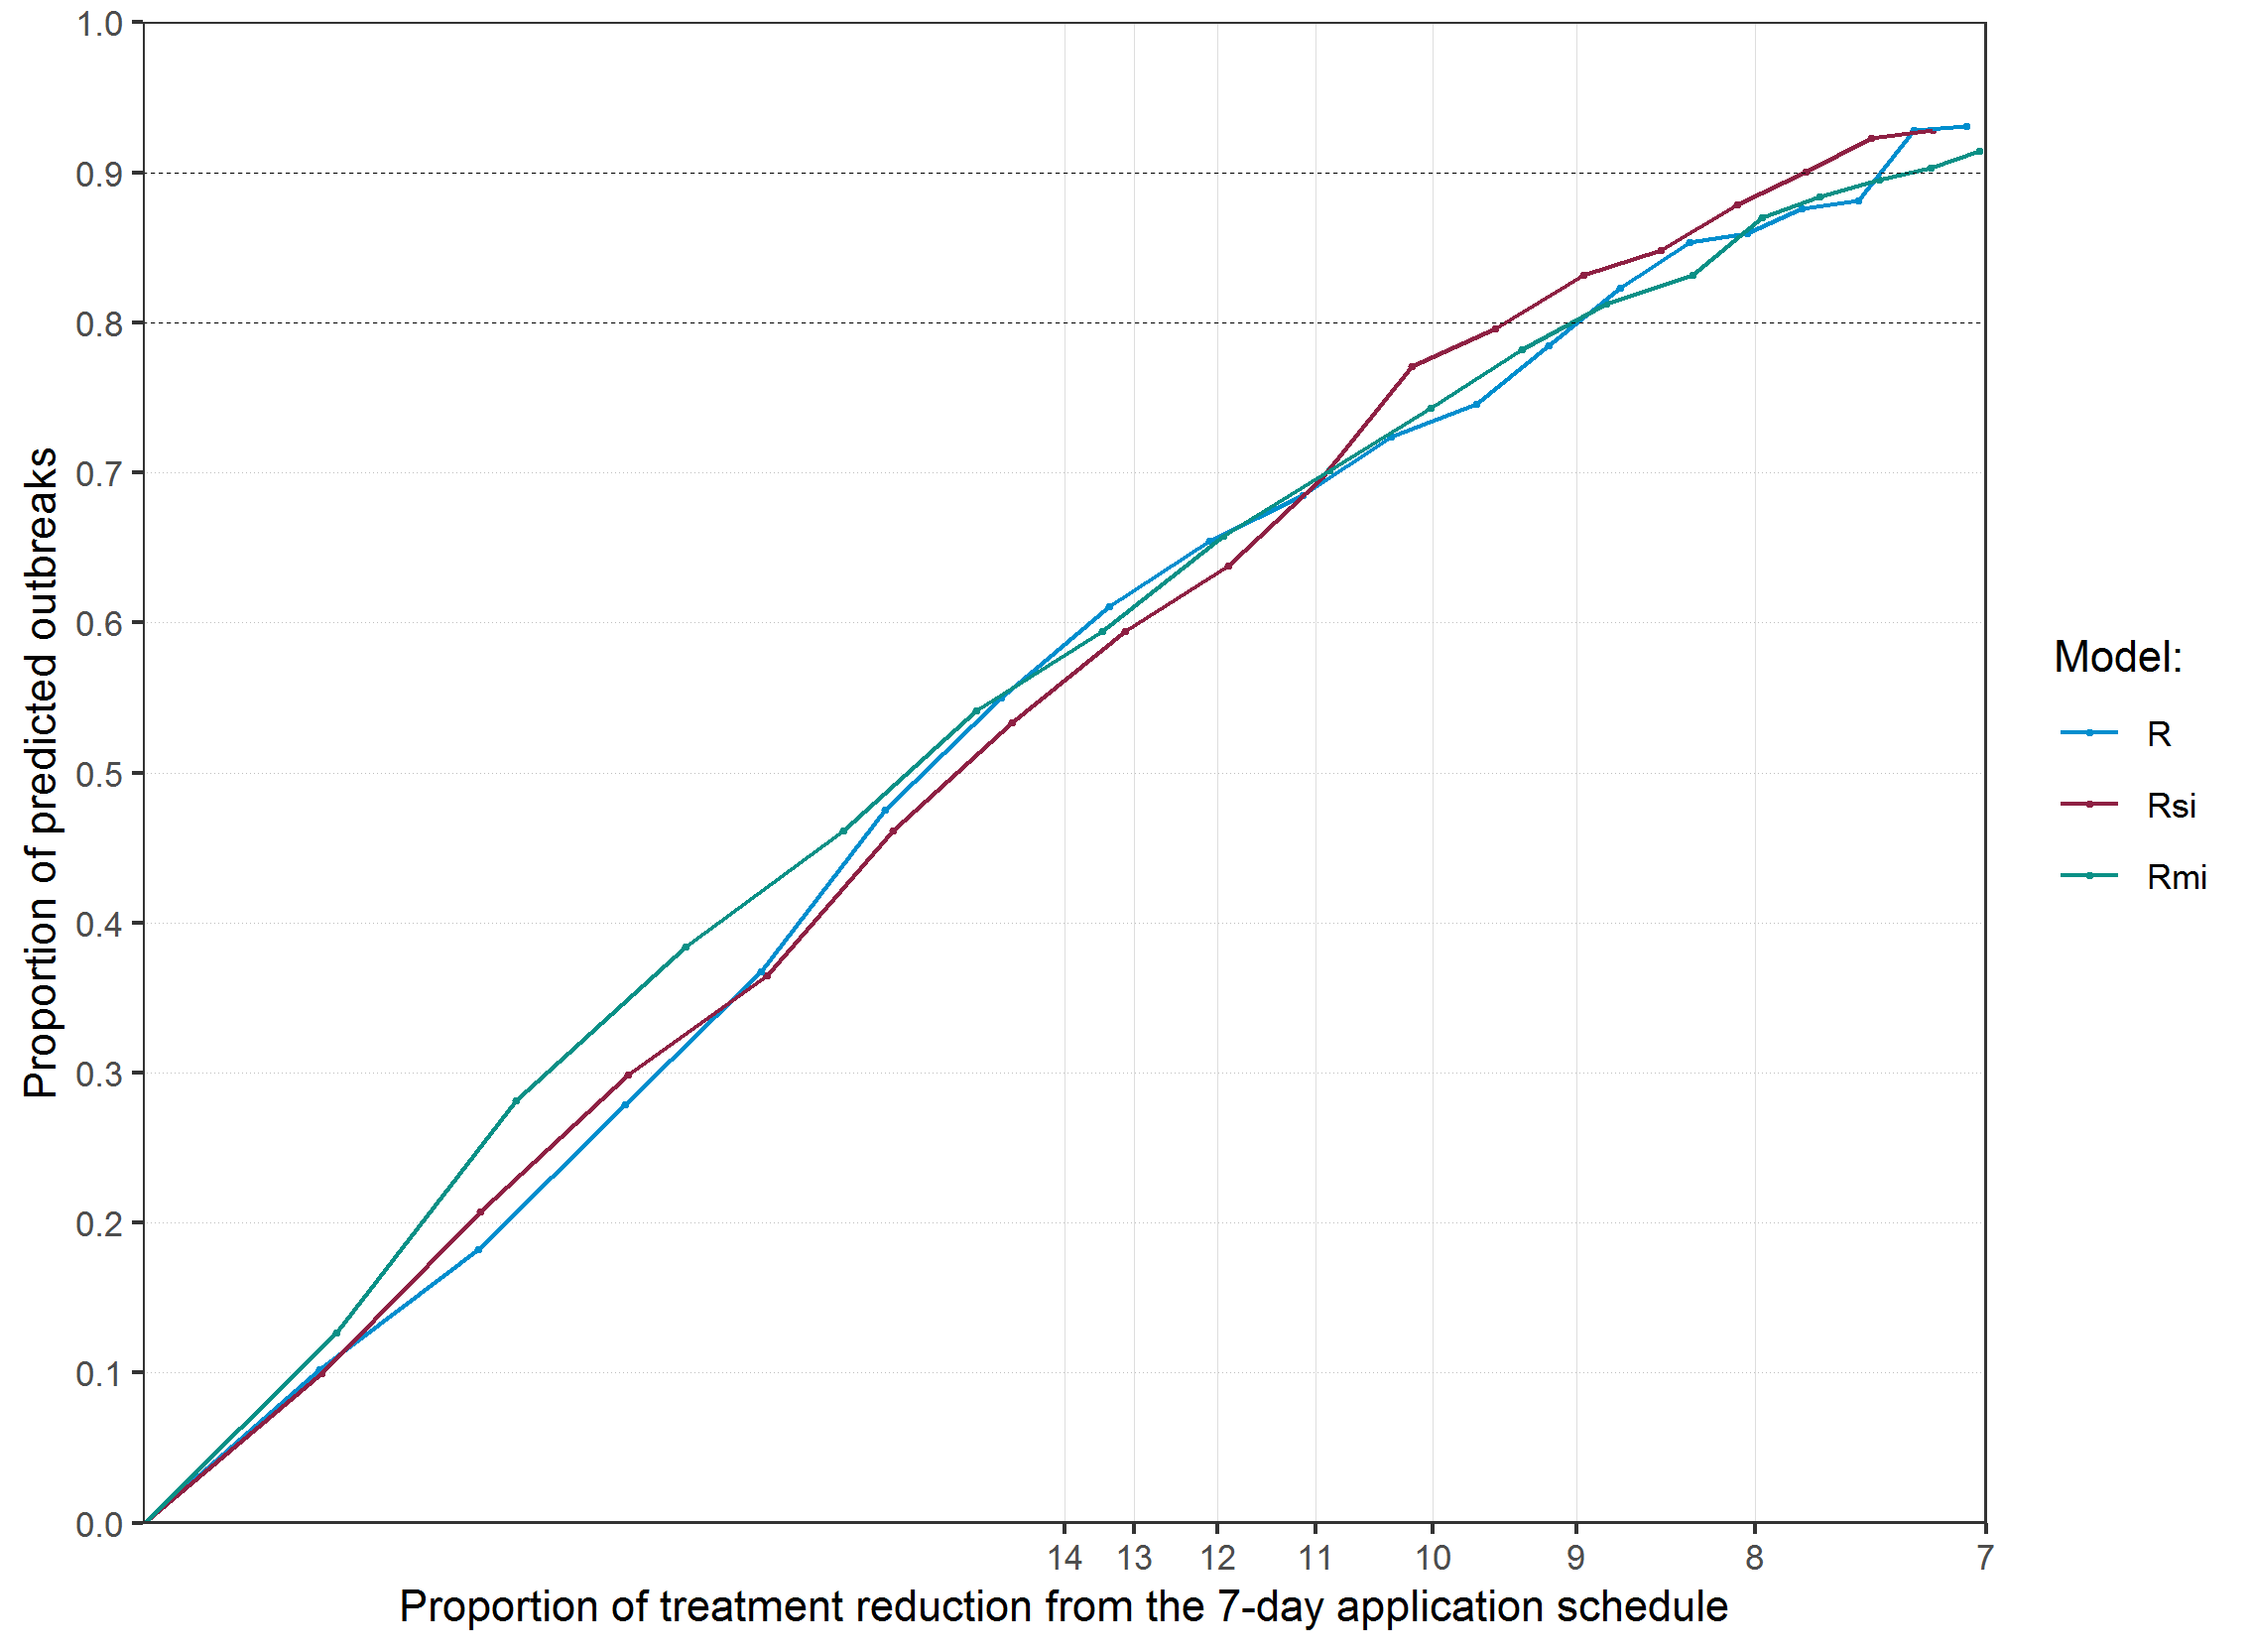 1.0
0.9
0.8
0.7
0.6
0.5
0.4
0.3
0.2
0.1
0.0
Proportion of predicted outbreaks
14 13 12 11 10 9 8 7
Proportion of treatment reduction from the 7-day application schedule
Model:
R
Rsi
Rmi